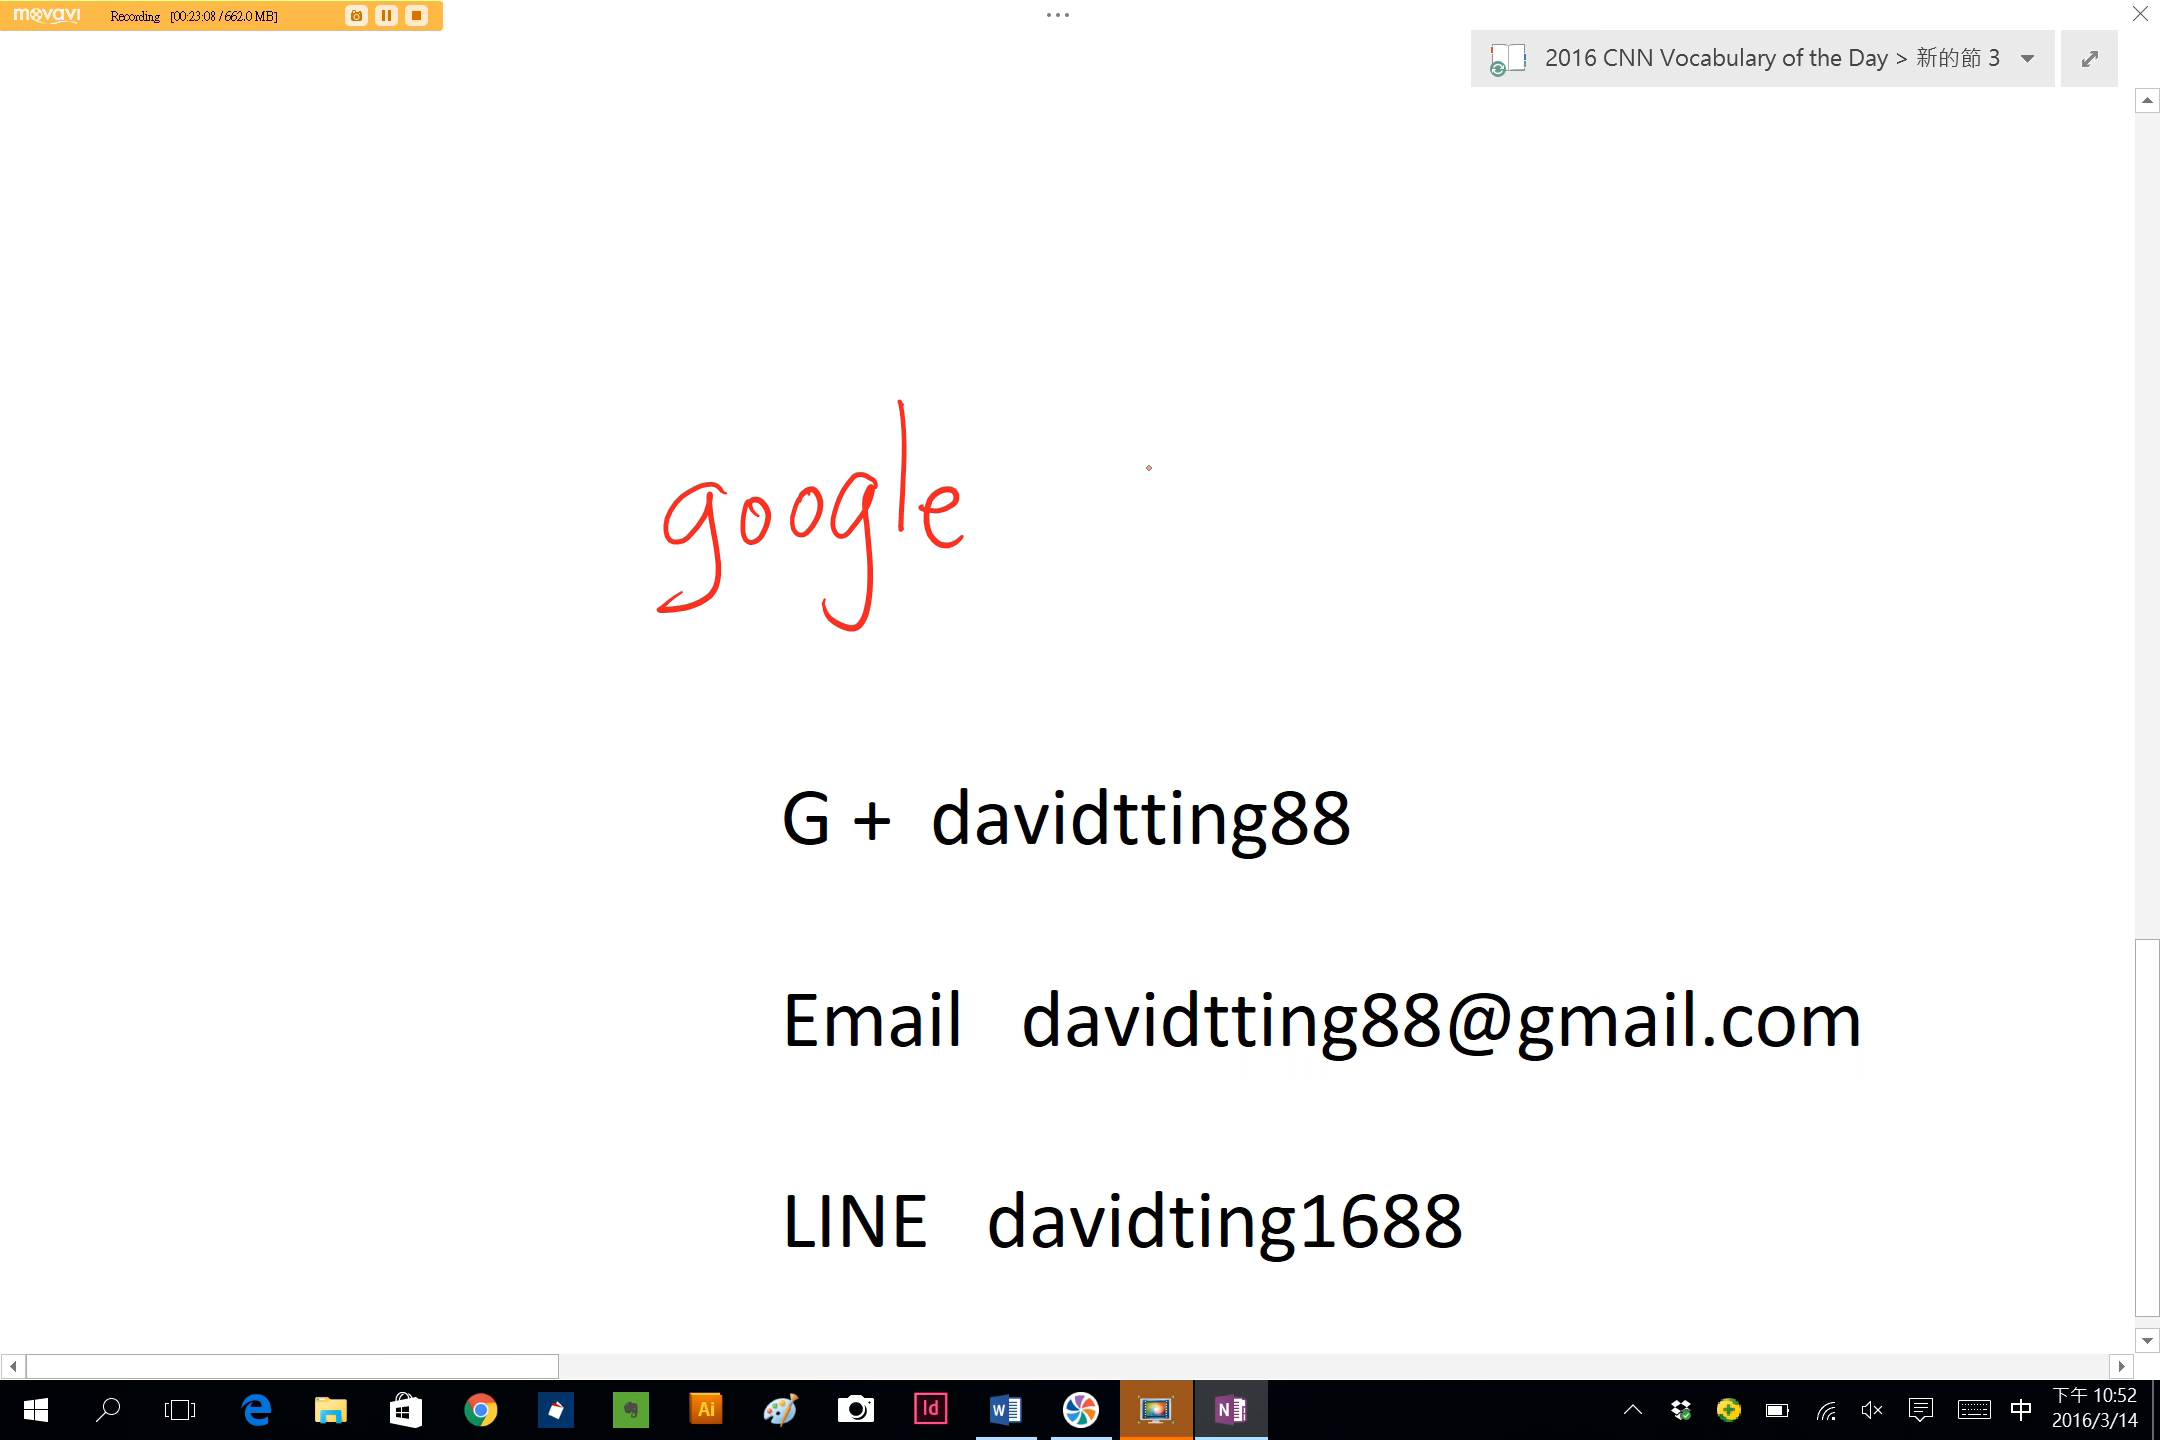 movavi Recording [00:23:08 / 662.0 MB]
2016 CNN Vocabulary of the Day > 新的節 3
google
G + davidtting88
Email davidtting88@gmail.com
LINE davidting1688
Ai
Id
W
N
中
下午 10:52
2016/3/14